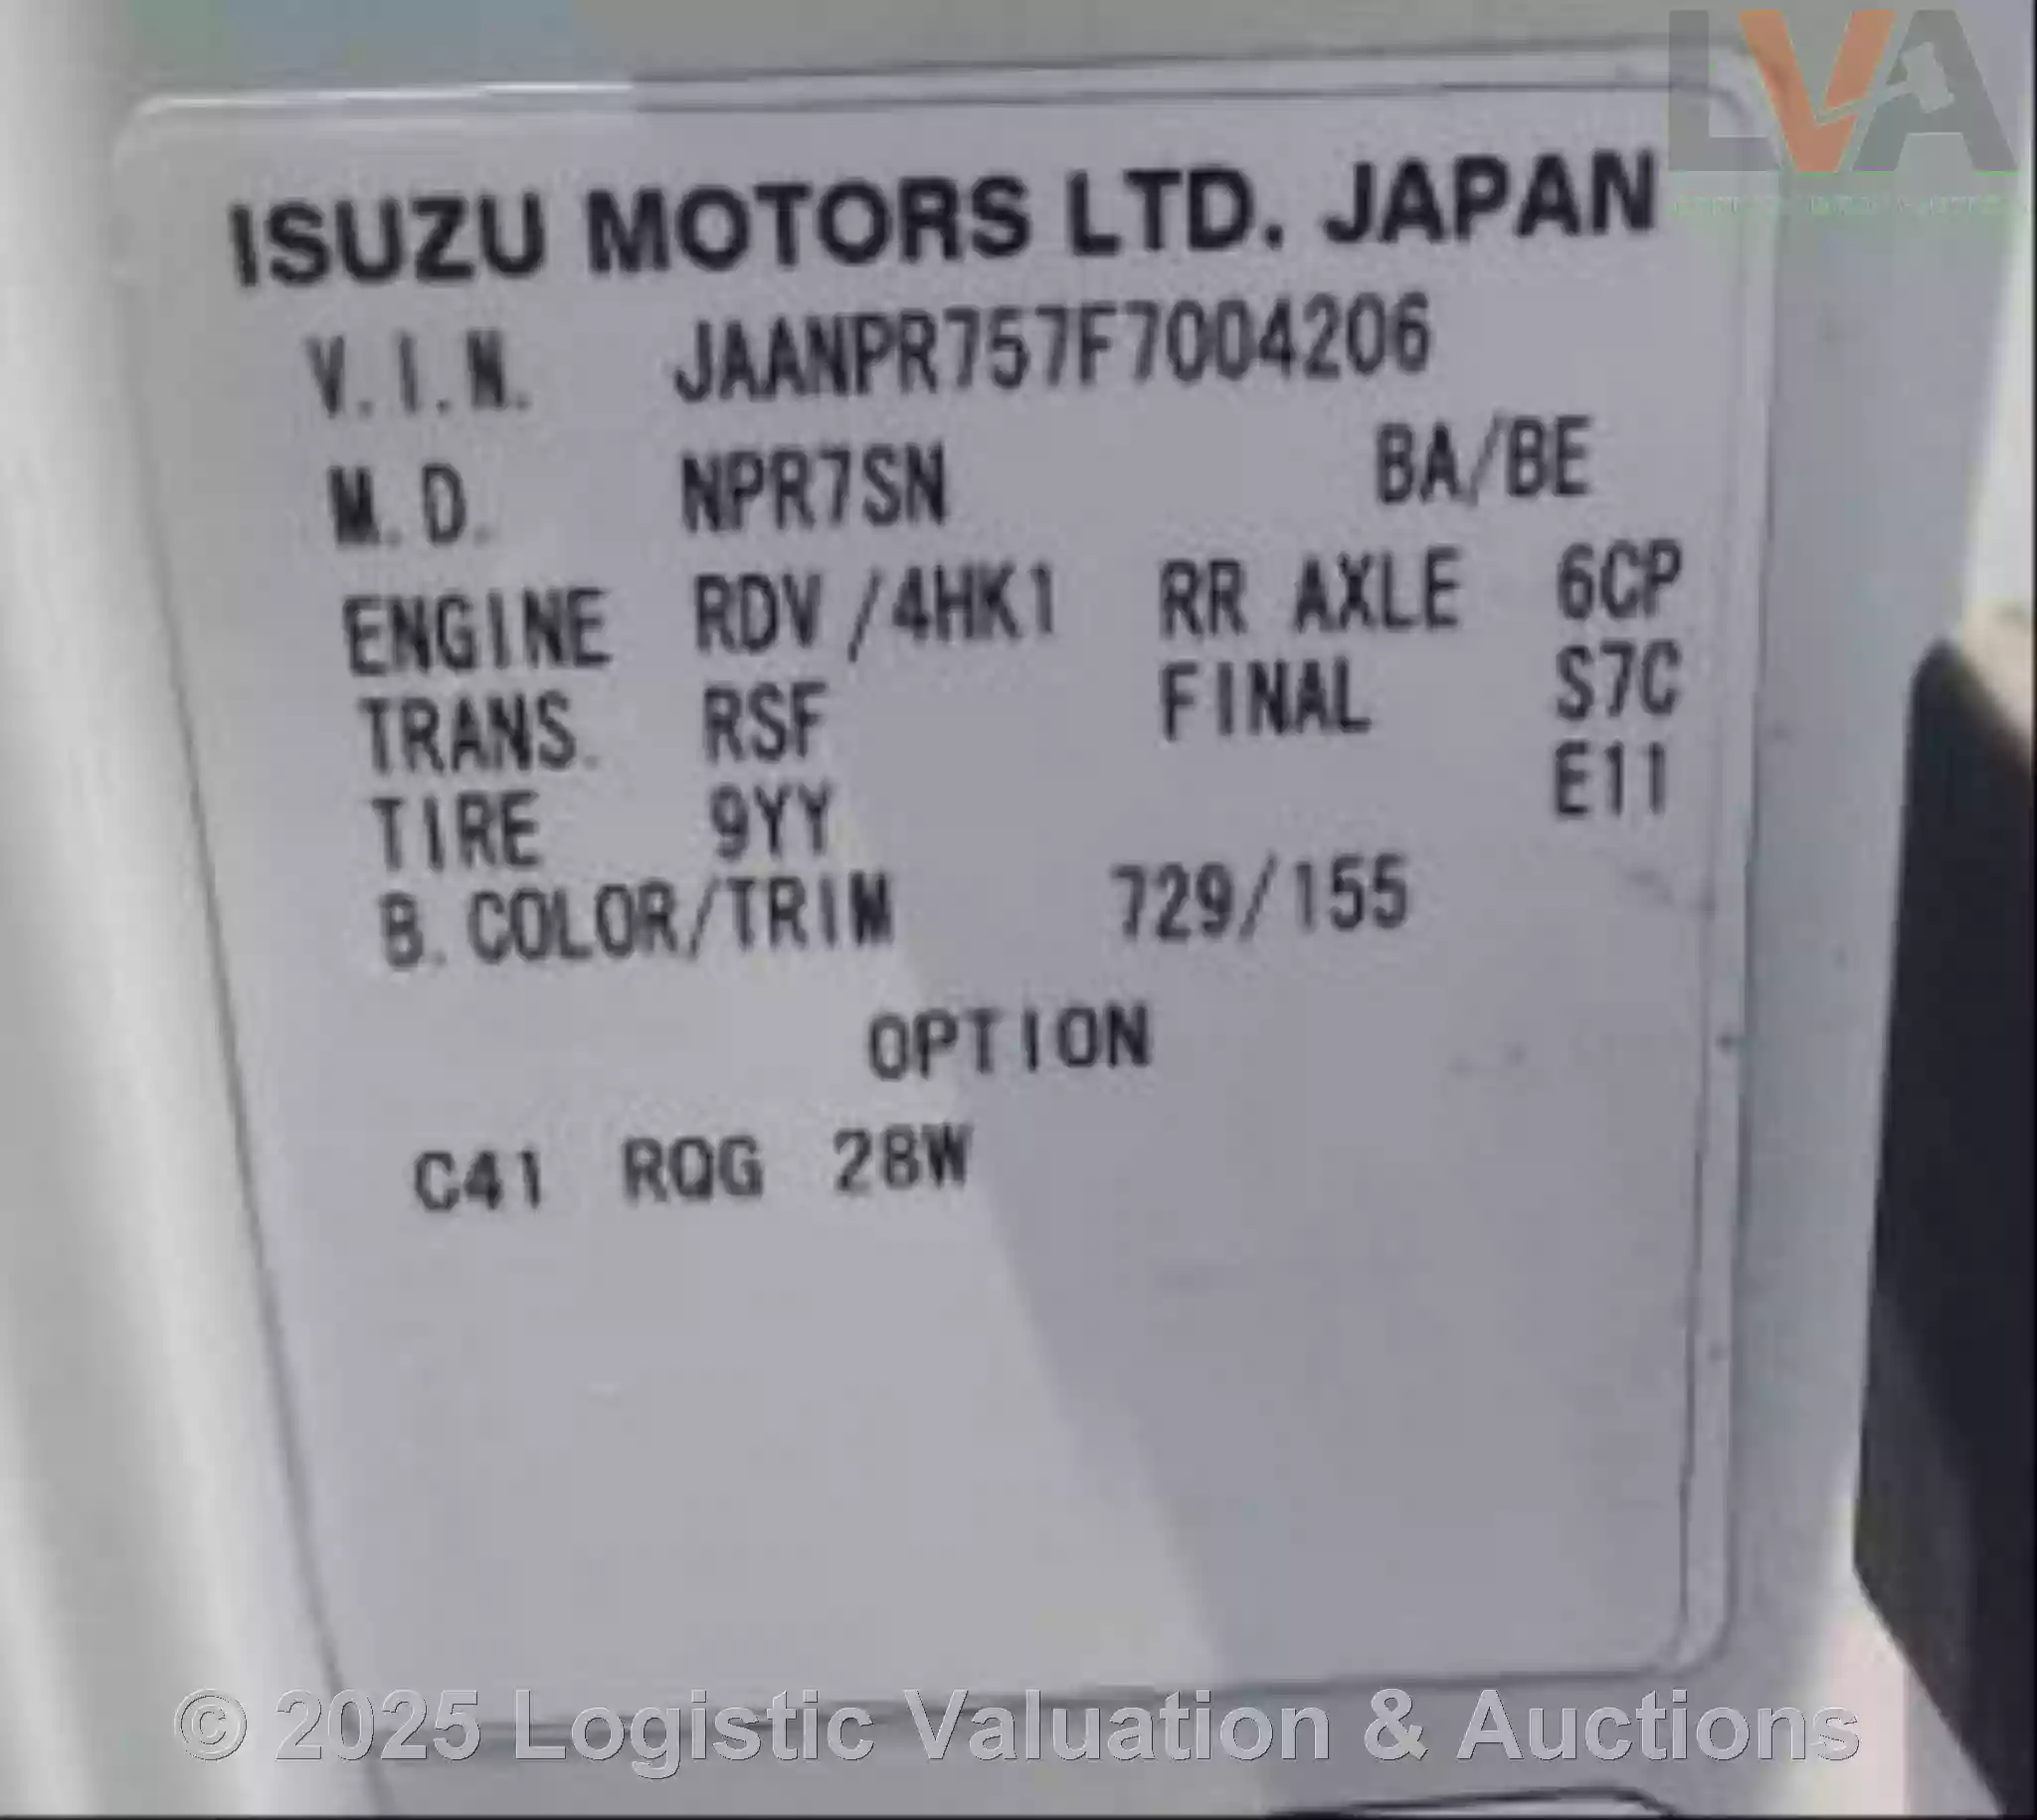 LVA
ISUZU MOTORS LTD. JAPAN
V.I.N. JAANPR757F7004206
M.D. NPR7SN BA/BE
ENGINE RDV/4HK1 RR AXLE 6CP
TRANS. RSF FINAL S7C
TIRE 9YY E11
B.COLOR/TRIM 729/155
OPTION
C41 RQG 28W
© 2025 Logistic Valuation & Auctions